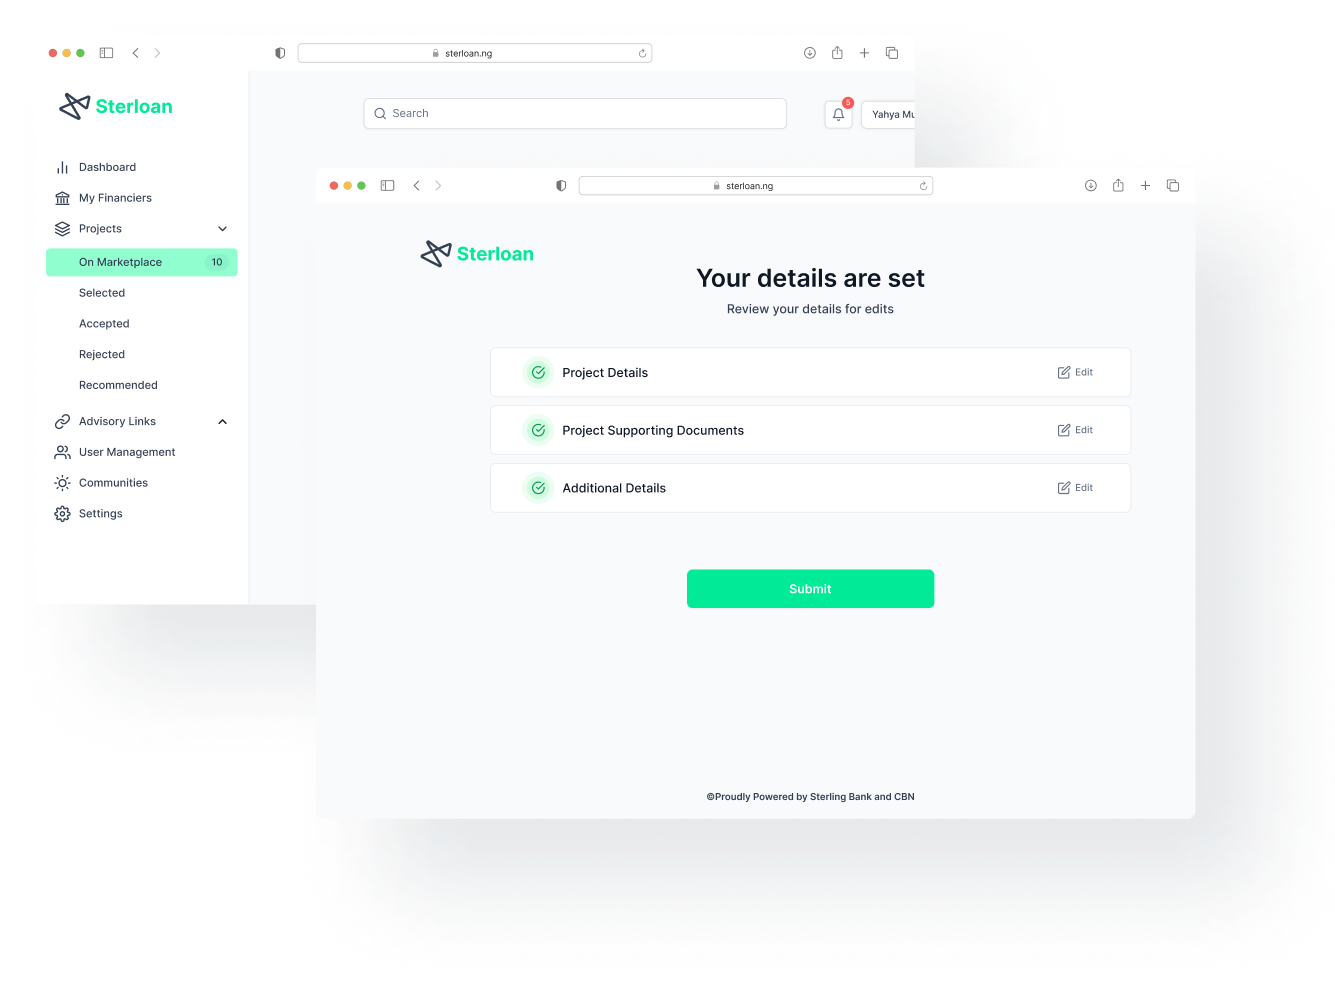 sterloan.ng
Sterloan
Search
5
Yahya Mu
Dashboard
My Financiers
Projects
On Marketplace 10
Selected
Accepted
Rejected
Recommended
Advisory Links
User Management
Communities
Settings
sterloan.ng
Sterloan
Your details are set
Review your details for edits
Project Details Edit
Project Supporting Documents Edit
Additional Details Edit
Submit
©Proudly Powered by Sterling Bank and CBN